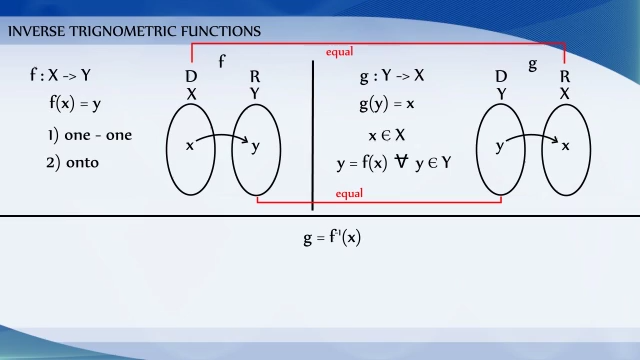 INVERSE TRIGNOMETRIC FUNCTIONS
equal
f : X -> Y
f(x) = y
1) one - one
2) onto
f
D R
X Y
x y
g : Y -> X
g(y) = x
x ∈ X
y = f(x) ∀ y ∈ Y
g
D R
Y X
y x
equal
g = f⁻¹(x)